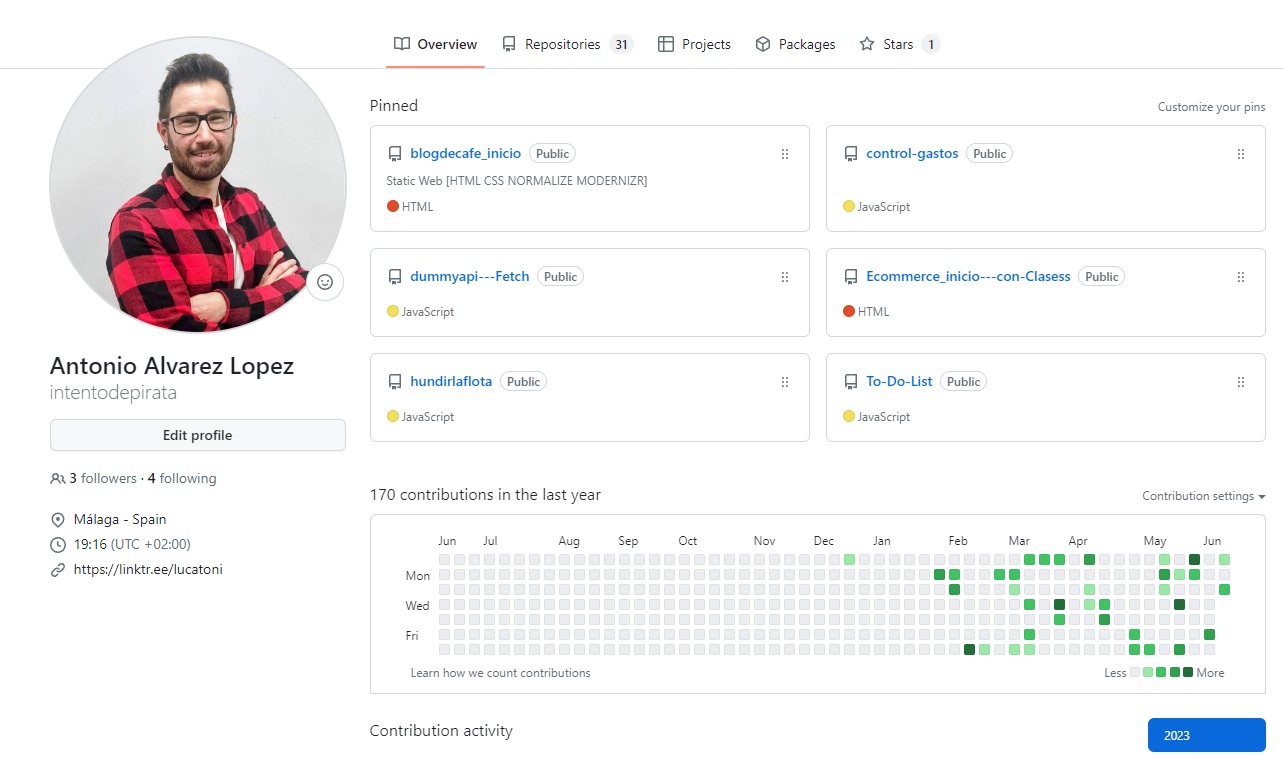 Overview Repositories 31 Projects Packages Stars 1
Pinned Customize your pins
blogdecafe_inicio Public
Static Web [HTML CSS NORMALIZE MODERNIZR]
HTML
control-gastos Public
JavaScript
dummyapi---Fetch Public
JavaScript
Ecommerce_inicio---con-Clasess Public
HTML
hundirlaflota Public
JavaScript
To-Do-List Public
JavaScript
Antonio Alvarez Lopez
intentodepirata
Edit profile
3 followers · 4 following
Málaga - Spain
19:16 (UTC +02:00)
https://linktr.ee/lucatoni
170 contributions in the last year Contribution settings
Jun Jul Aug Sep Oct Nov Dec Jan Feb Mar Apr May Jun
Mon
Wed
Fri
Learn how we count contributions Less More
Contribution activity 2023